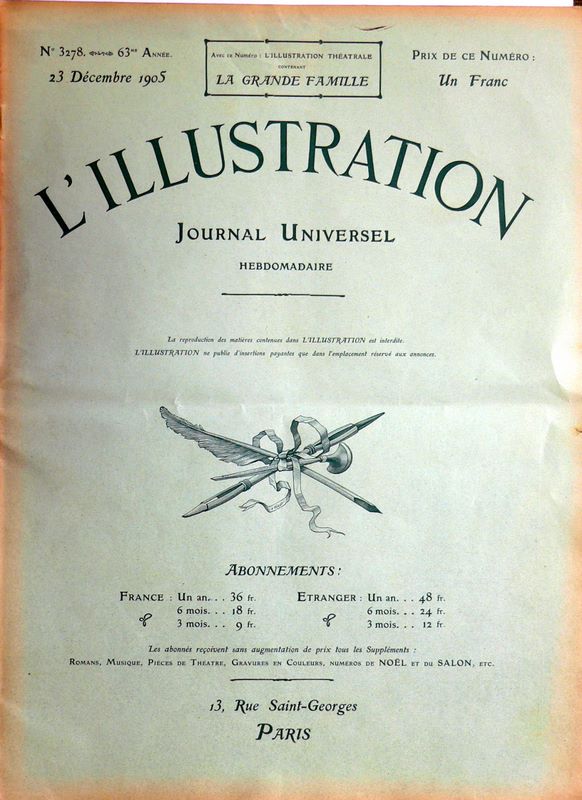 N° 3278. 63me Année.
23 Décembre 1905
Avec ce Numéro : L'ILLUSTRATION THÉATRALE
CONTENANT
LA GRANDE FAMILLE
Prix de ce Numéro :
Un Franc
L'ILLUSTRATION
Journal Universel
HEBDOMADAIRE
La reproduction des matières contenues dans L'ILLUSTRATION est interdite.
L'ILLUSTRATION ne publie d'insertions payantes que dans l'emplacement réservé aux annonces.
Abonnements :
France : Un an. . . 36 fr.
6 mois. . . 18 fr.
3 mois. . . 9 fr.
Etranger : Un an. . . 48 fr.
6 mois. . . 24 fr.
3 mois. . . 12 fr.
Les abonnés reçoivent sans augmentation de prix tous les Suppléments :
Romans, Musique, Pièces de Théatre, Gravures en Couleurs, numéros de NOËL et du SALON, etc.
13, Rue Saint-Georges
Paris